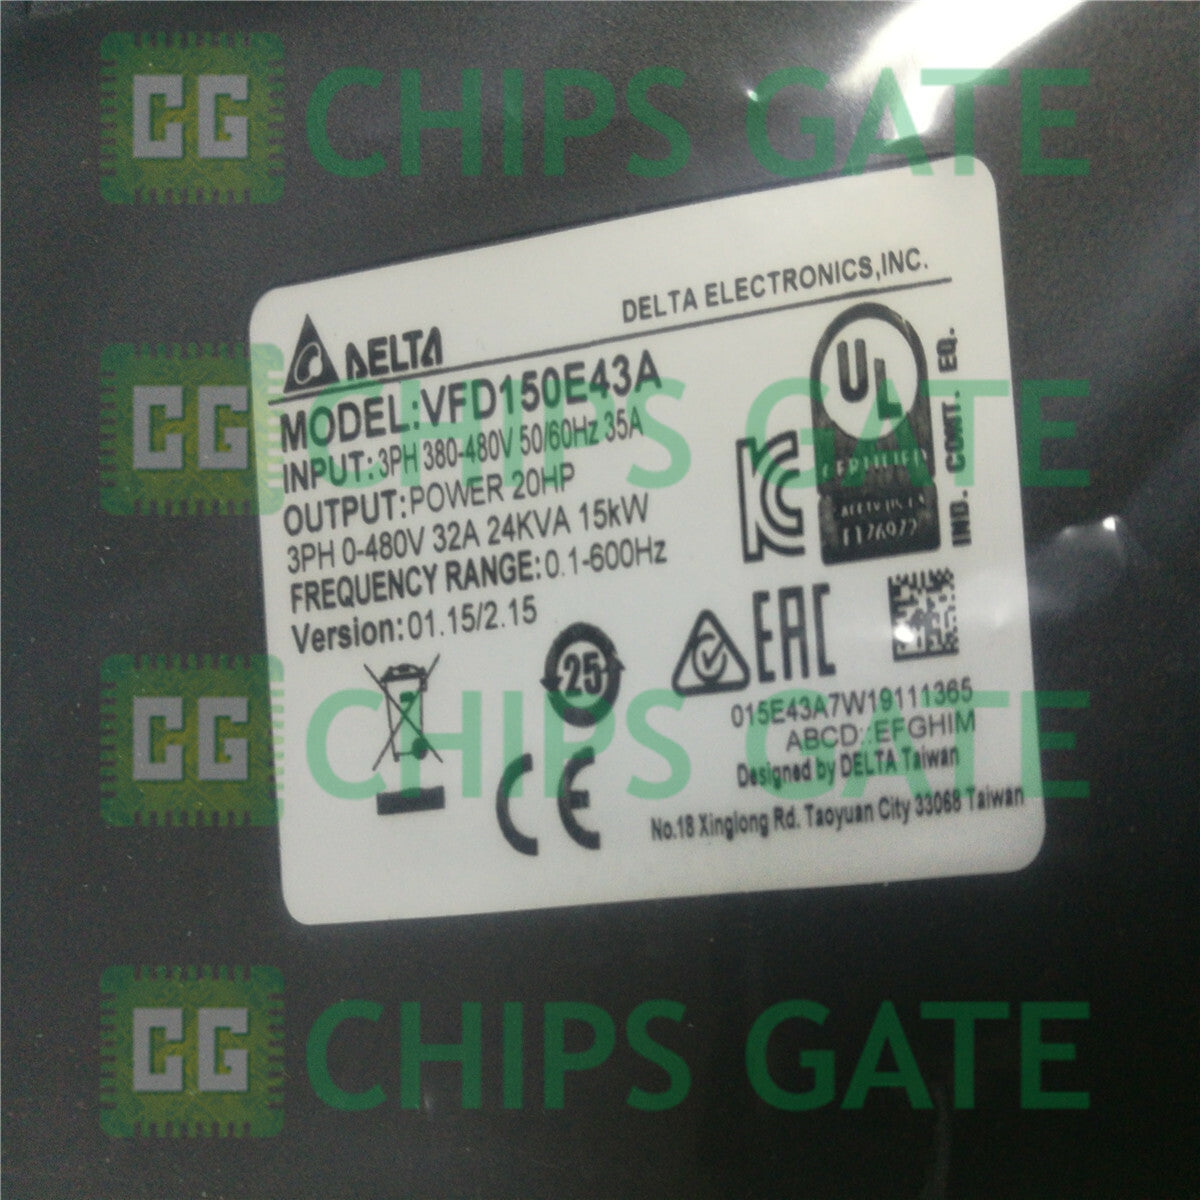 CG CHIPS GATE
DELTA ELECTRONICS,INC.
DELTA
MODEL:VFD150E43A
INPUT:3PH 380-480V 50/60Hz 35A
OUTPUT:POWER 20HP
3PH 0-480V 32A 24KVA 15kW
FREQUENCY RANGE:0.1-600Hz
Version:01.15/2.15
UL
CERTIFIED
E176977
IND. CONT. EQ.
CG CHIPS GATE
25
EAC
015E43A7W19111365
ABCD::EFGHIM
Designed by DELTA Taiwan
No.18 Xinglong Rd. Taoyuan City 33068 Taiwan
CE
CG CHIPS GATE
CG CHIPS GATE